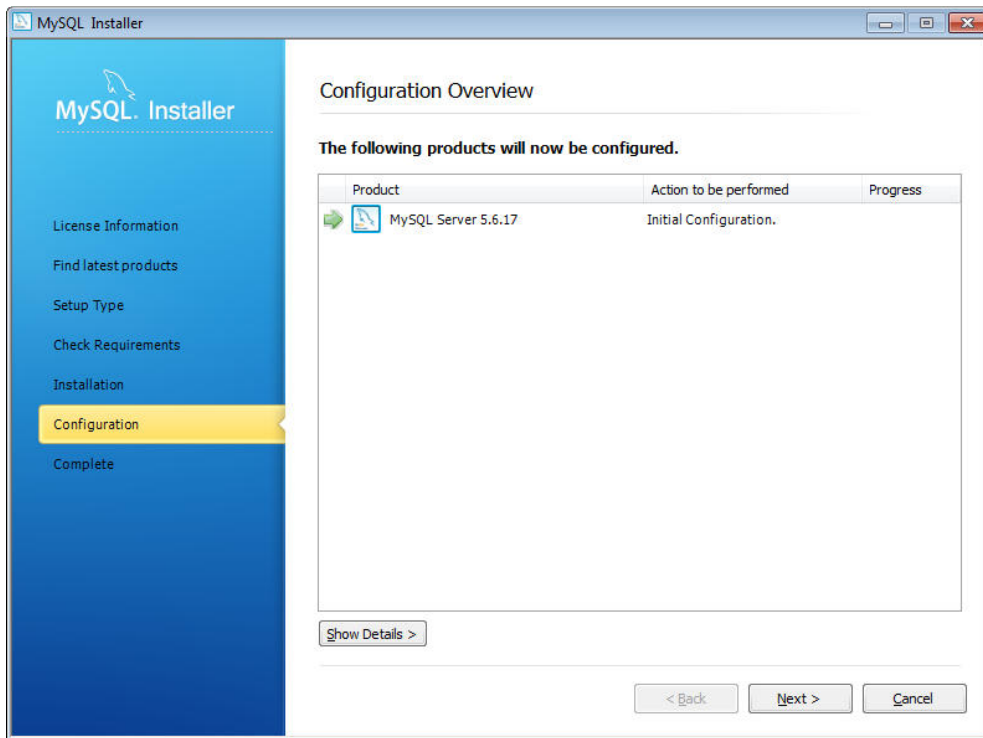 MySQL Installer
MySQL. Installer
License Information
Find latest products
Setup Type
Check Requirements
Installation
Configuration
Complete
Configuration Overview
The following products will now be configured.
Product Action to be performed Progress
MySQL Server 5.6.17 Initial Configuration.
Show Details >
< Back Next > Cancel